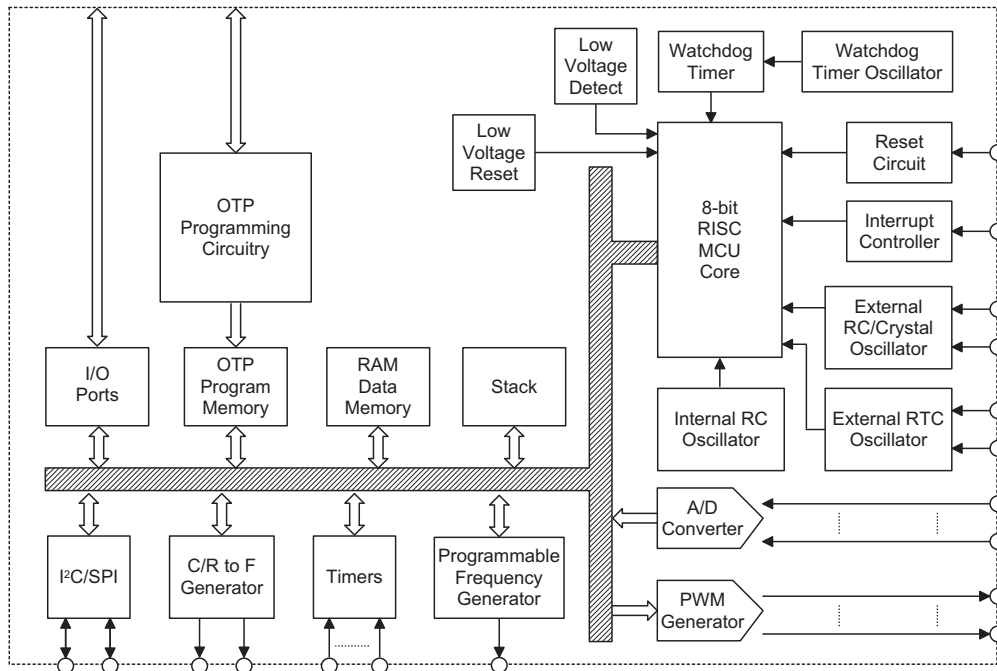 Low
Voltage
Detect
Watchdog
Timer
Watchdog
Timer Oscillator
Low
Voltage
Reset
Reset
Circuit
OTP
Programming
Circuitry
8-bit
RISC
MCU
Core
Interrupt
Controller
External
RC/Crystal
Oscillator
I/O
Ports
OTP
Program
Memory
RAM
Data
Memory
Stack
Internal RC
Oscillator
External RTC
Oscillator
A/D
Converter
I²C/SPI
C/R to F
Generator
Timers
Programmable
Frequency
Generator
PWM
Generator